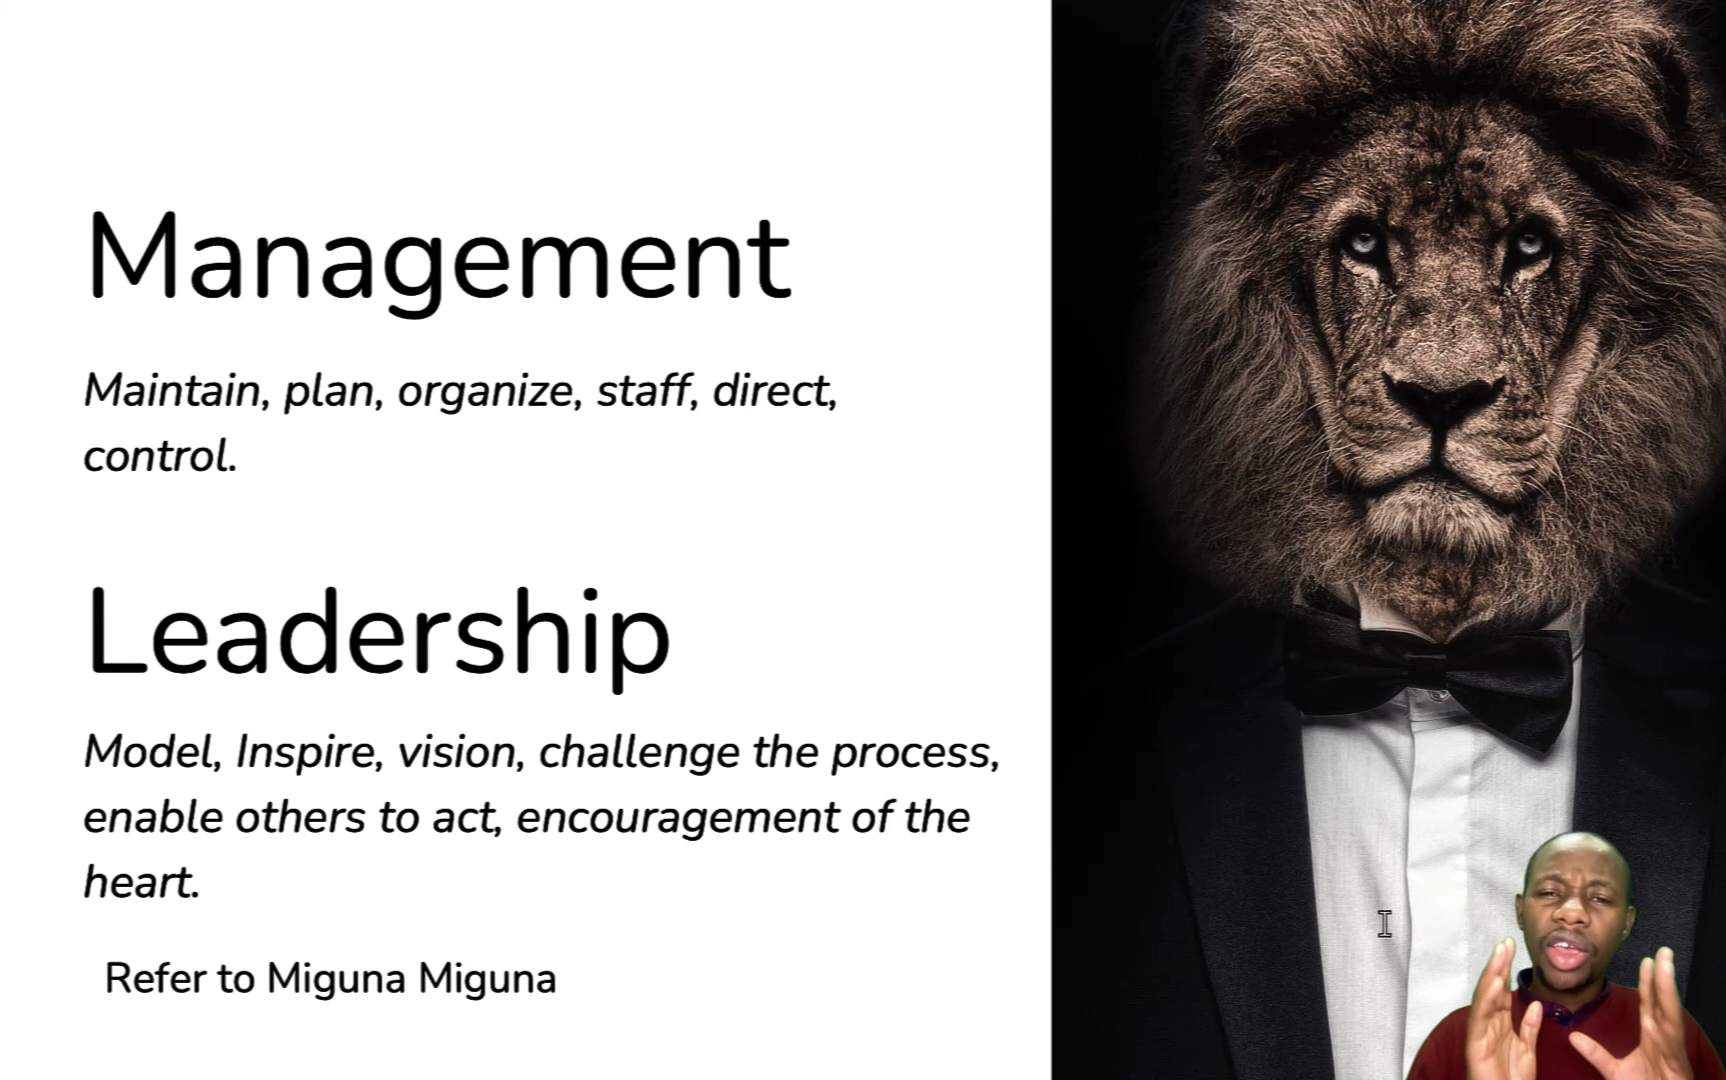 Management
Maintain, plan, organize, staff, direct,
control.
Leadership
Model, Inspire, vision, challenge the process,
enable others to act, encouragement of the
heart.
Refer to Miguna Miguna